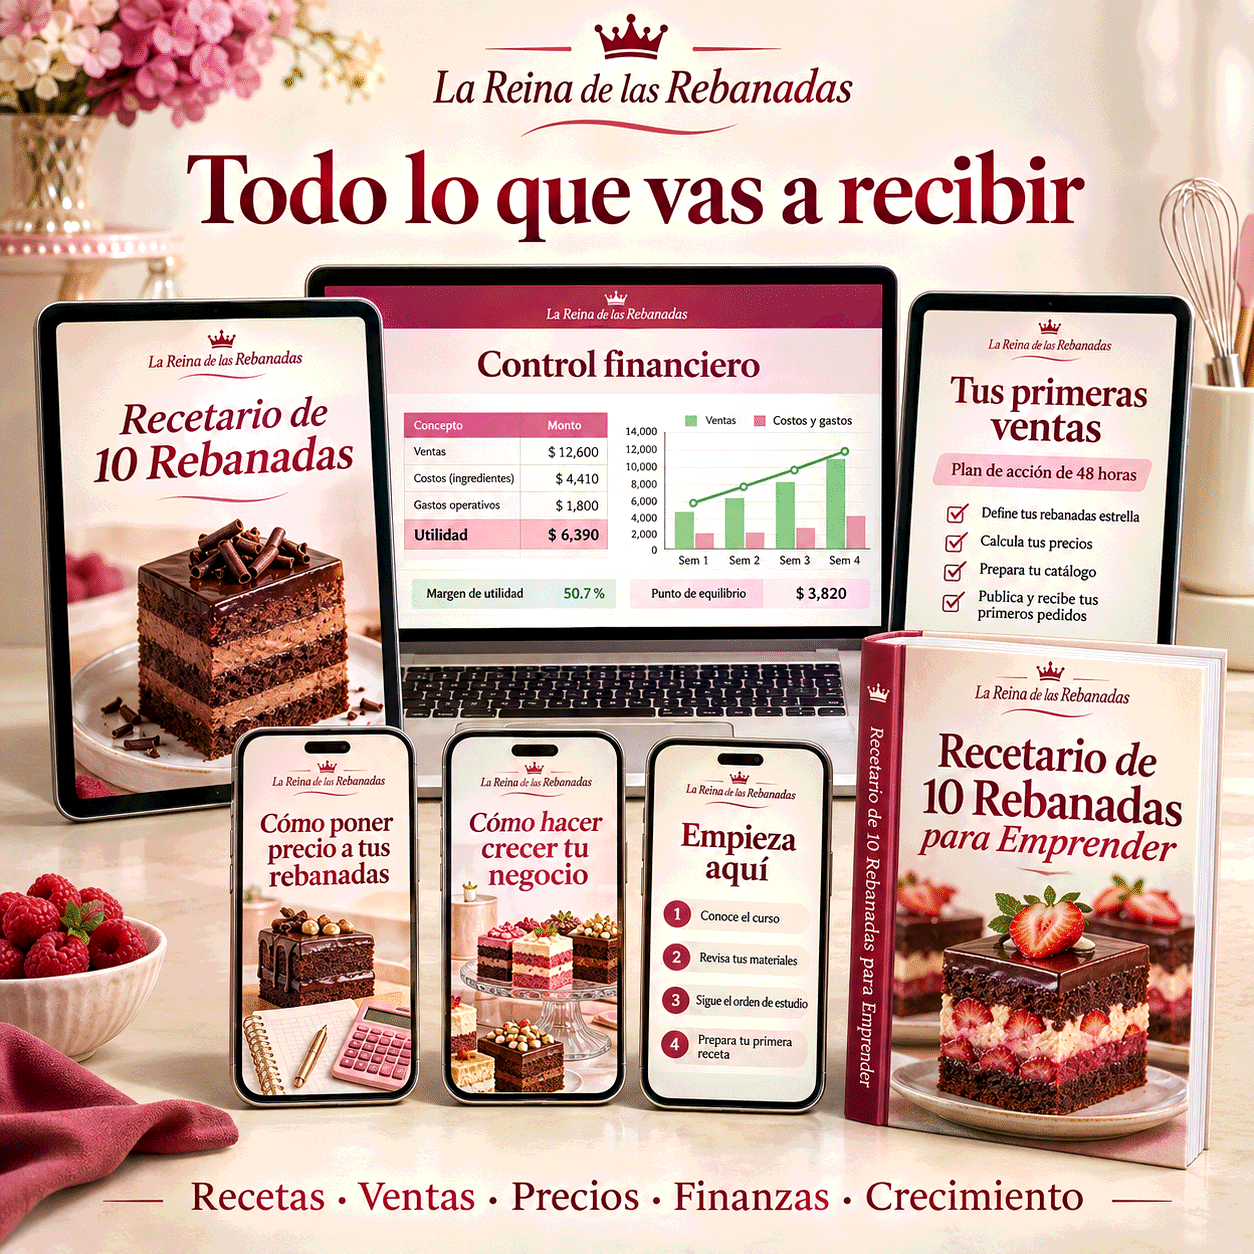 La Reina de las Rebanadas
Todo lo que vas a recibir
La Reina de las Rebanadas
Recetario de
10 Rebanadas
La Reina de las Rebanadas
Control financiero
Concepto Monto
Ventas $ 12,600
Costos (ingredientes) $ 4,410
Gastos operativos $ 1,800
Utilidad $ 6,390
Ventas Costos y gastos
14,000
12,000
10,000
8,000
6,000
4,000
2,000
0
Sem 1 Sem 2 Sem 3 Sem 4
Margen de utilidad 50.7 %
Punto de equilibrio $ 3,820
La Reina de las Rebanadas
Tus primeras
ventas
Plan de acción de 48 horas
Define tus rebanadas estrella
Calcula tus precios
Prepara tu catálogo
Publica y recibe tus
primeros pedidos
La Reina de las Rebanadas
Cómo poner
precio a tus
rebanadas
La Reina de las Rebanadas
Cómo hacer
crecer tu
negocio
La Reina de las Rebanadas
Empieza
aquí
1 Conoce el curso
2 Revisa tus materiales
3 Sigue el orden de estudio
4 Prepara tu primera
receta
Recetario de 10 Rebanadas para Emprender
La Reina de las Rebanadas
Recetario de
10 Rebanadas
para Emprender
Recetas · Ventas · Precios · Finanzas · Crecimiento